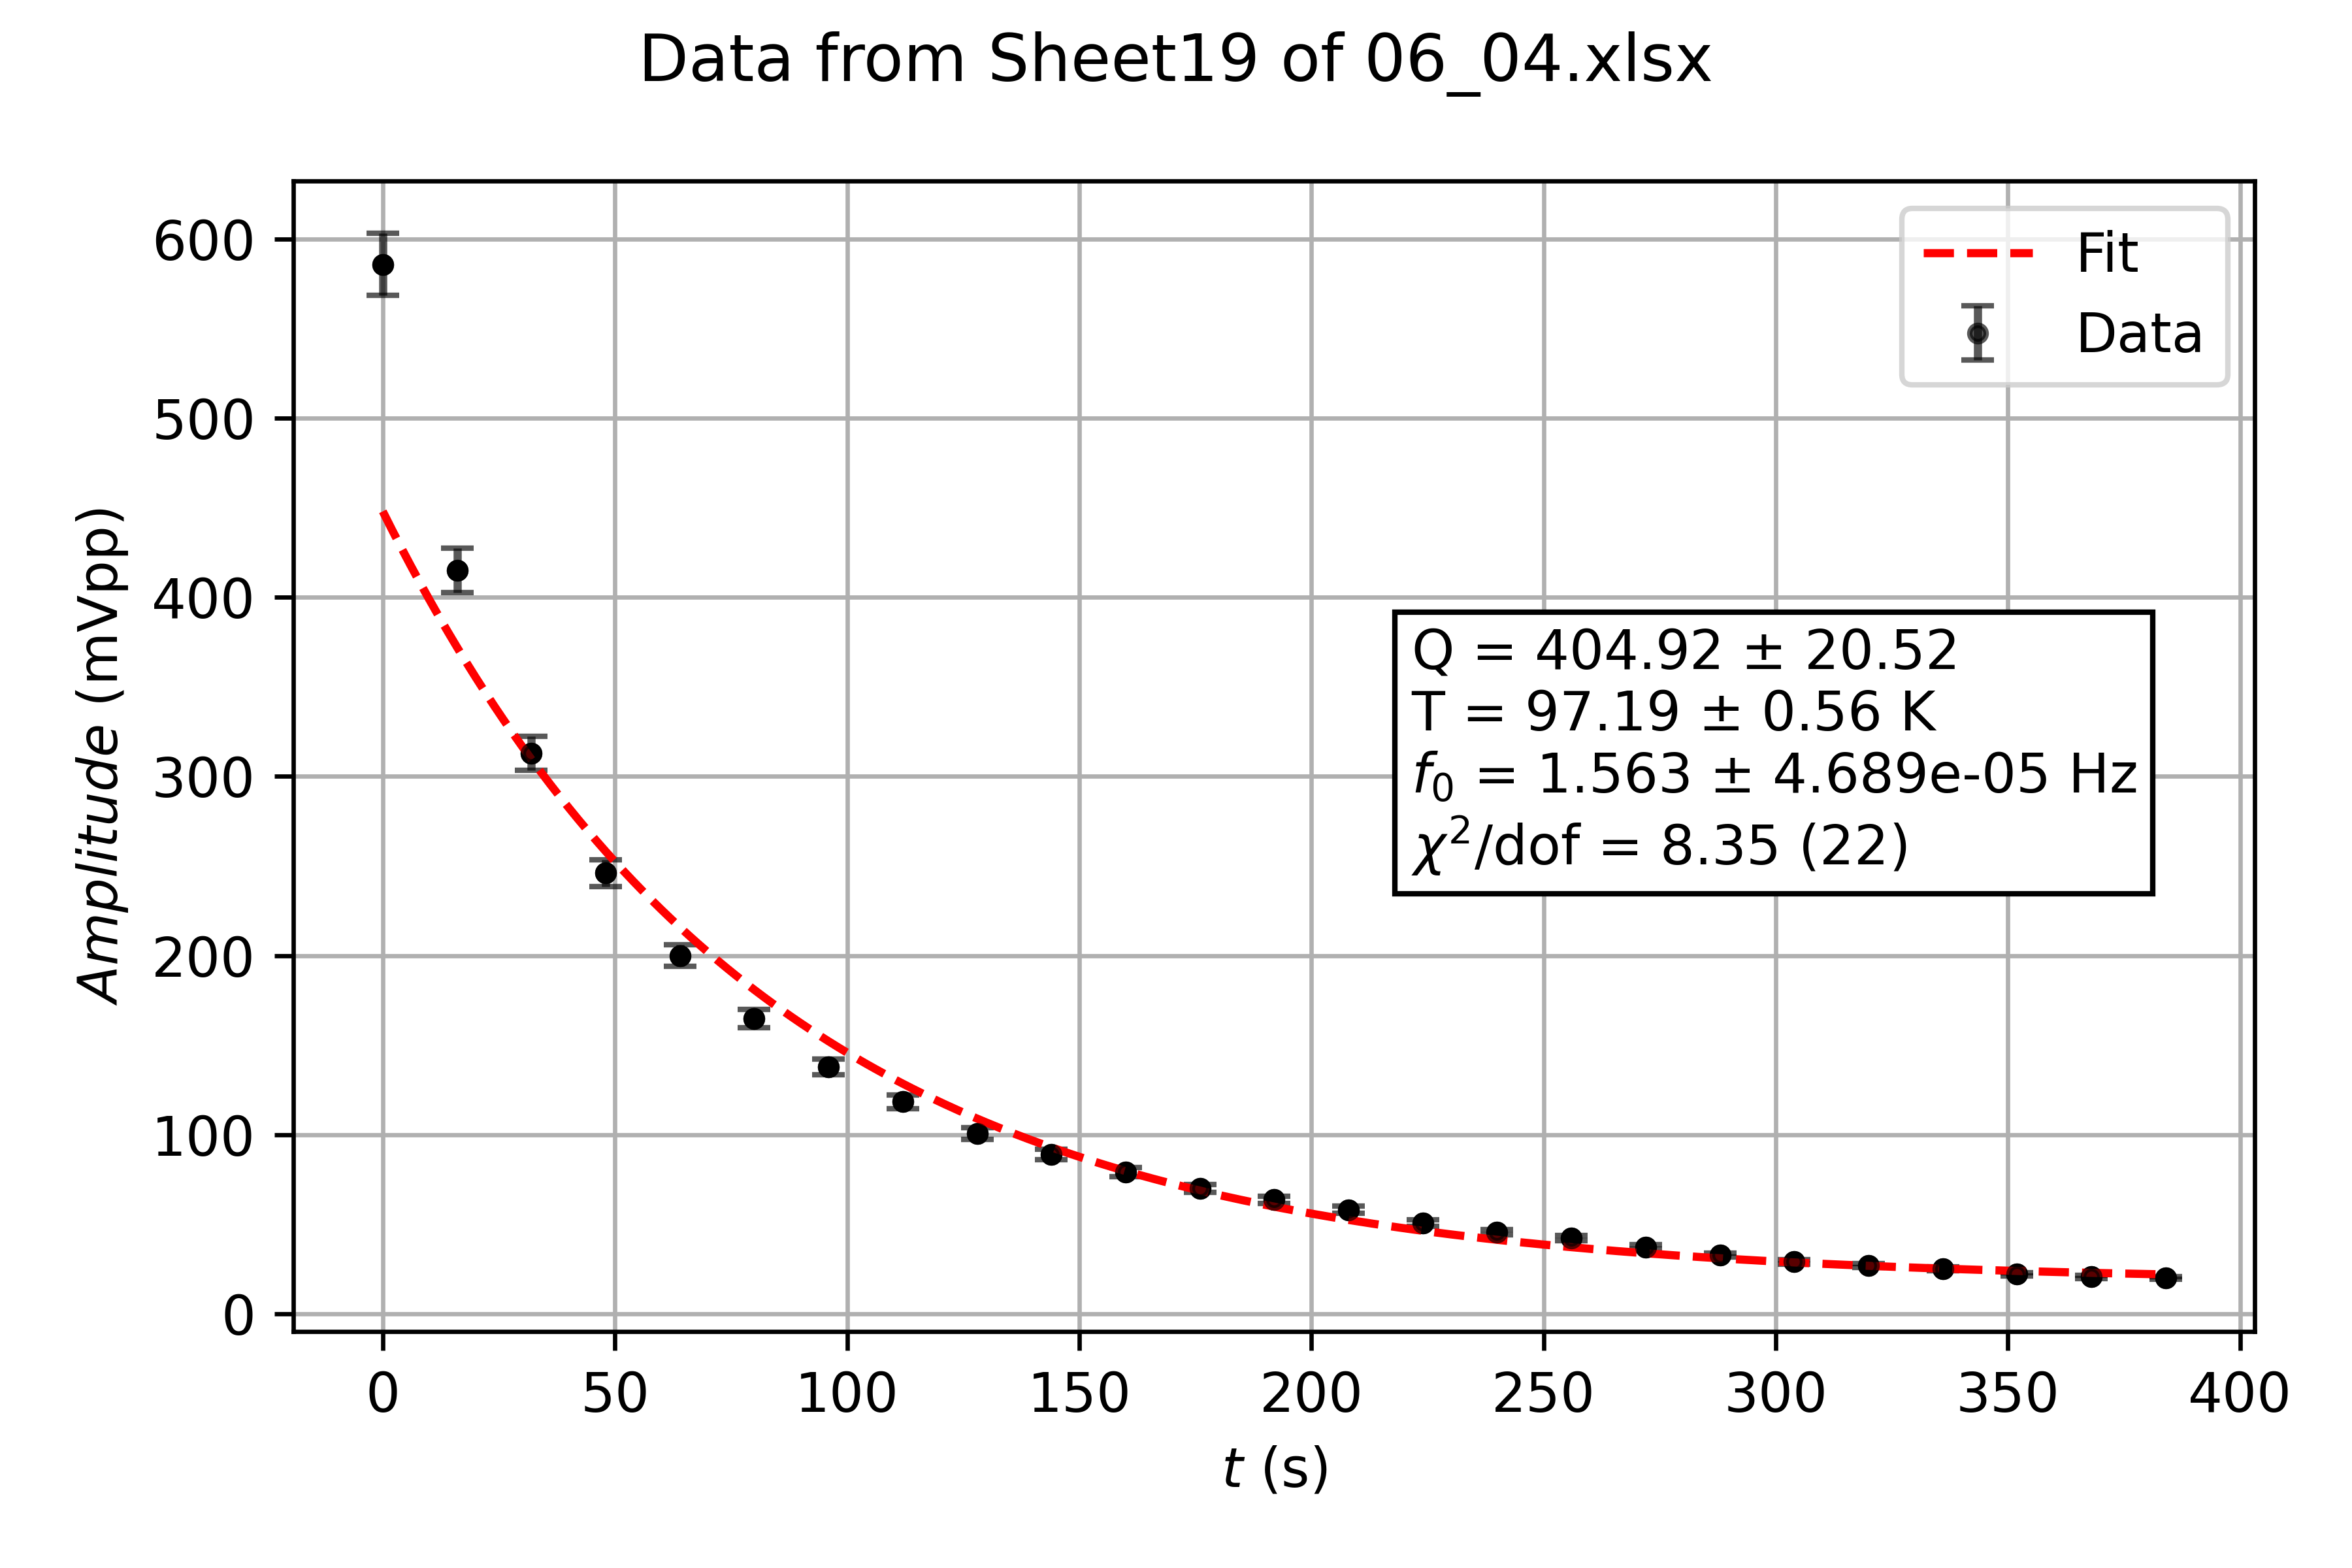 Data from Sheet19 of 06_04.xlsx
600
500
400
300
200
100
0
Amplitude (mVpp)
Fit
Data
Q = 404.92 ± 20.52
T = 97.19 ± 0.56 K
f₀ = 1.563 ± 4.689e-05 Hz
χ²/dof = 8.35 (22)
0 50 100 150 200 250 300 350 400
t (s)